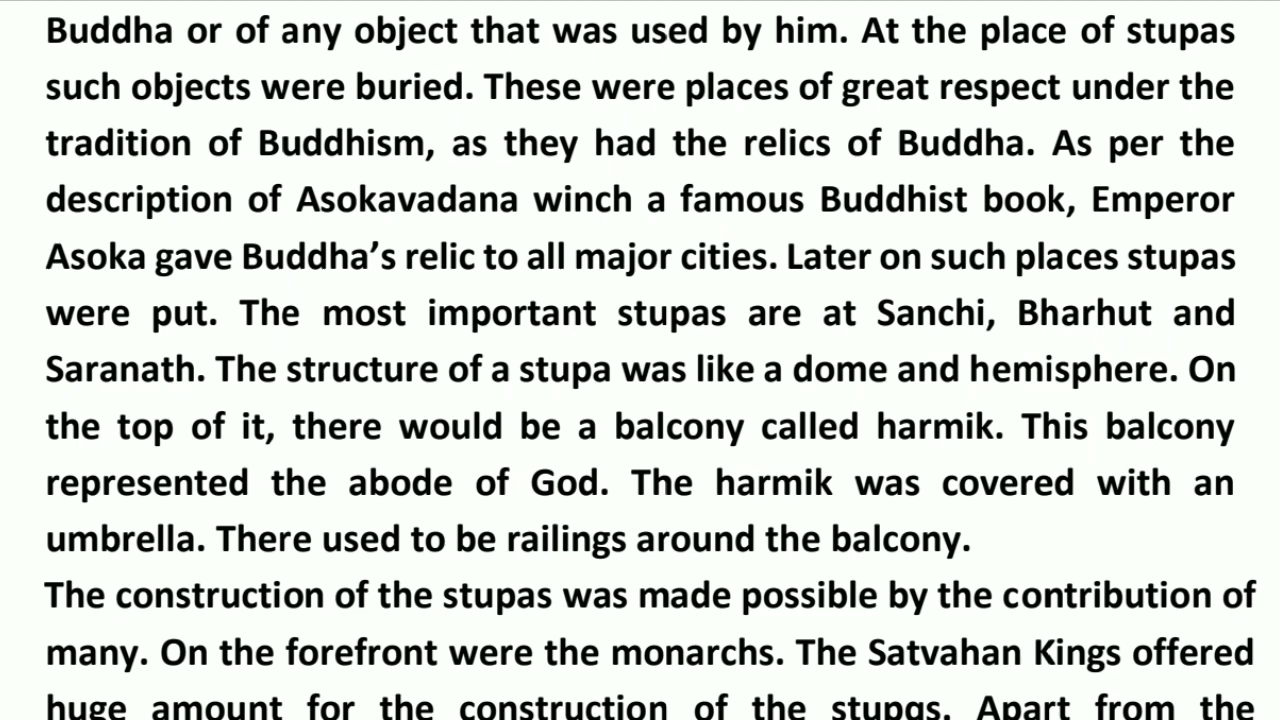 Buddha or of any object that was used by him. At the place of stupas
such objects were buried. These were places of great respect under the
tradition of Buddhism, as they had the relics of Buddha. As per the
description of Asokavadana winch a famous Buddhist book, Emperor
Asoka gave Buddha’s relic to all major cities. Later on such places stupas
were put. The most important stupas are at Sanchi, Bharhut and
Saranath. The structure of a stupa was like a dome and hemisphere. On
the top of it, there would be a balcony called harmik. This balcony
represented the abode of God. The harmik was covered with an
umbrella. There used to be railings around the balcony.
The construction of the stupas was made possible by the contribution of
many. On the forefront were the monarchs. The Satvahan Kings offered
huge amount for the construction of the stupas. Apart from the